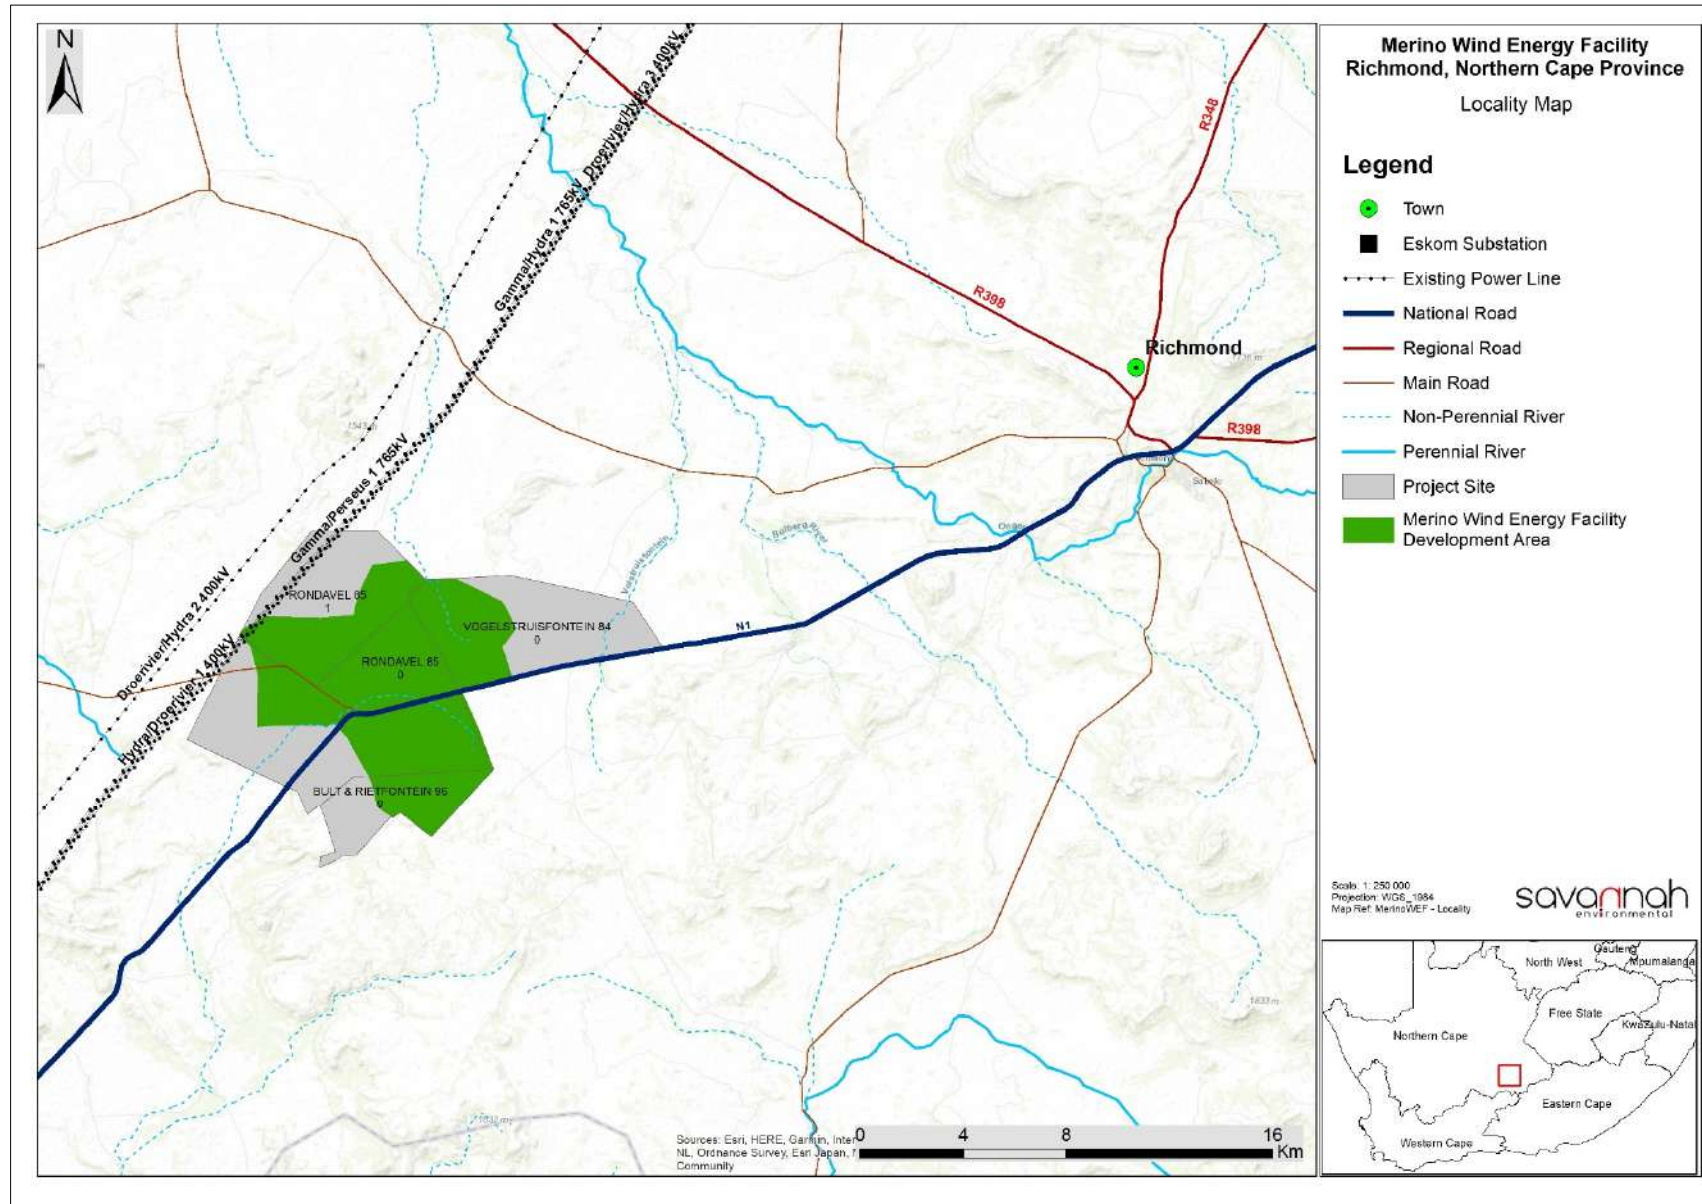 N
Droerivier/Hydra 3 400kV
Gamma/Hydra 1 765kV
Gamma/Perseus 1 765kV
Droerivier/Hydra 2 400kV
Hydra/Droerivier 1 400kV
R348
R398
Richmond
R398
N1
RONDAVEL 85
1
VOGELSTRUISFONTEIN 84
0
RONDAVEL 85
0
BULT & RIETFONTEIN 96
0
1833 m
Sources: Esri, HERE, Garmin, Inter
NL, Ordnance Survey, Esri Japan,
Community
0 4 8 16
Km
Merino Wind Energy Facility
Richmond, Northern Cape Province
Locality Map
Legend
Town
Eskom Substation
Existing Power Line
National Road
Regional Road
Main Road
Non-Perennial River
Perennial River
Project Site
Merino Wind Energy Facility
Development Area
Scale: 1: 250 000
Projection: WGS_1984
Map Ref: MerinoWEF - Locality
savannah
environmental
Gauteng
North West
Mpumalanga
Free State
KwaZulu-Natal
Northern Cape
Eastern Cape
Western Cape